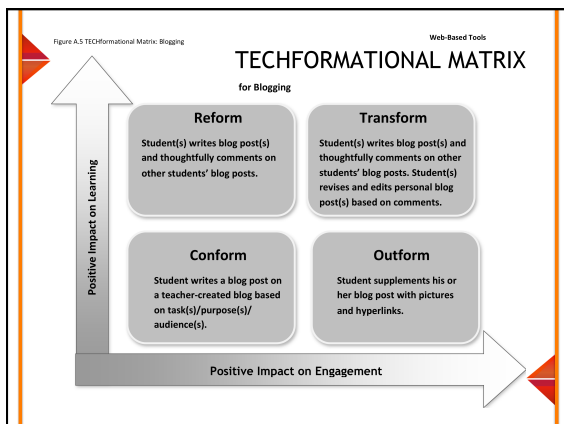 Figure A.5 TECHformational Matrix: Blogging
Web-Based Tools
TECHFORMATIONAL MATRIX
for Blogging
Positive Impact on Learning
Reform
Student(s) writes blog post(s)
and thoughtfully comments on
other students' blog posts.
Transform
Student(s) writes blog post(s) and
thoughtfully comments on other
students' blog posts. Student(s)
revises and edits personal blog
post(s) based on comments.
Conform
Student writes a blog post on
a teacher-created blog based
on task(s)/purpose(s)/
audience(s).
Outform
Student supplements his or
her blog post with pictures
and hyperlinks.
Positive Impact on Engagement